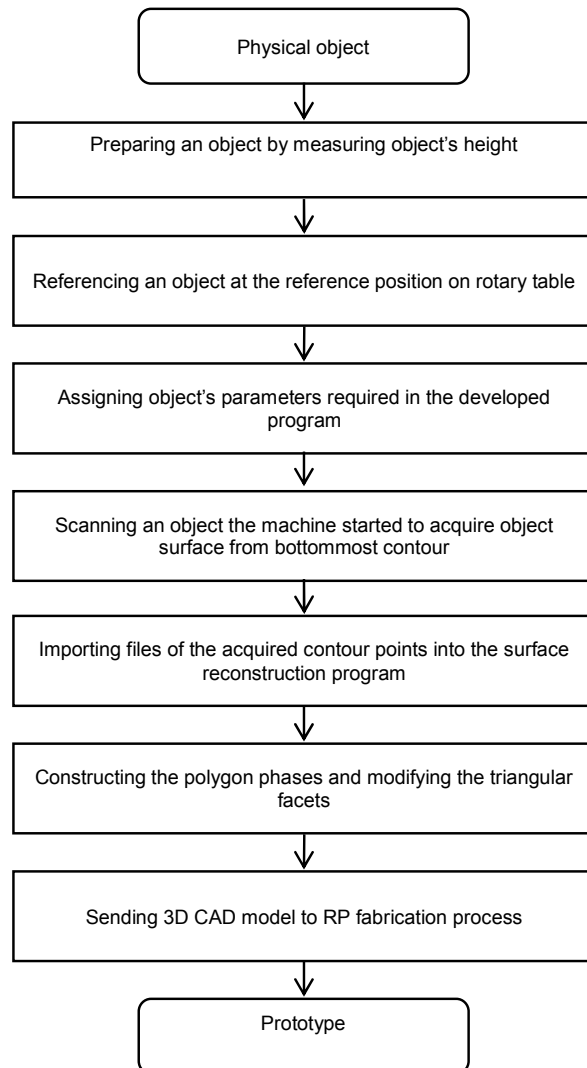 Physical object
Preparing an object by measuring object’s height
Referencing an object at the reference position on rotary table
Assigning object’s parameters required in the developed
program
Scanning an object the machine started to acquire object
surface from bottommost contour
Importing files of the acquired contour points into the surface
reconstruction program
Constructing the polygon phases and modifying the triangular
facets
Sending 3D CAD model to RP fabrication process
Prototype